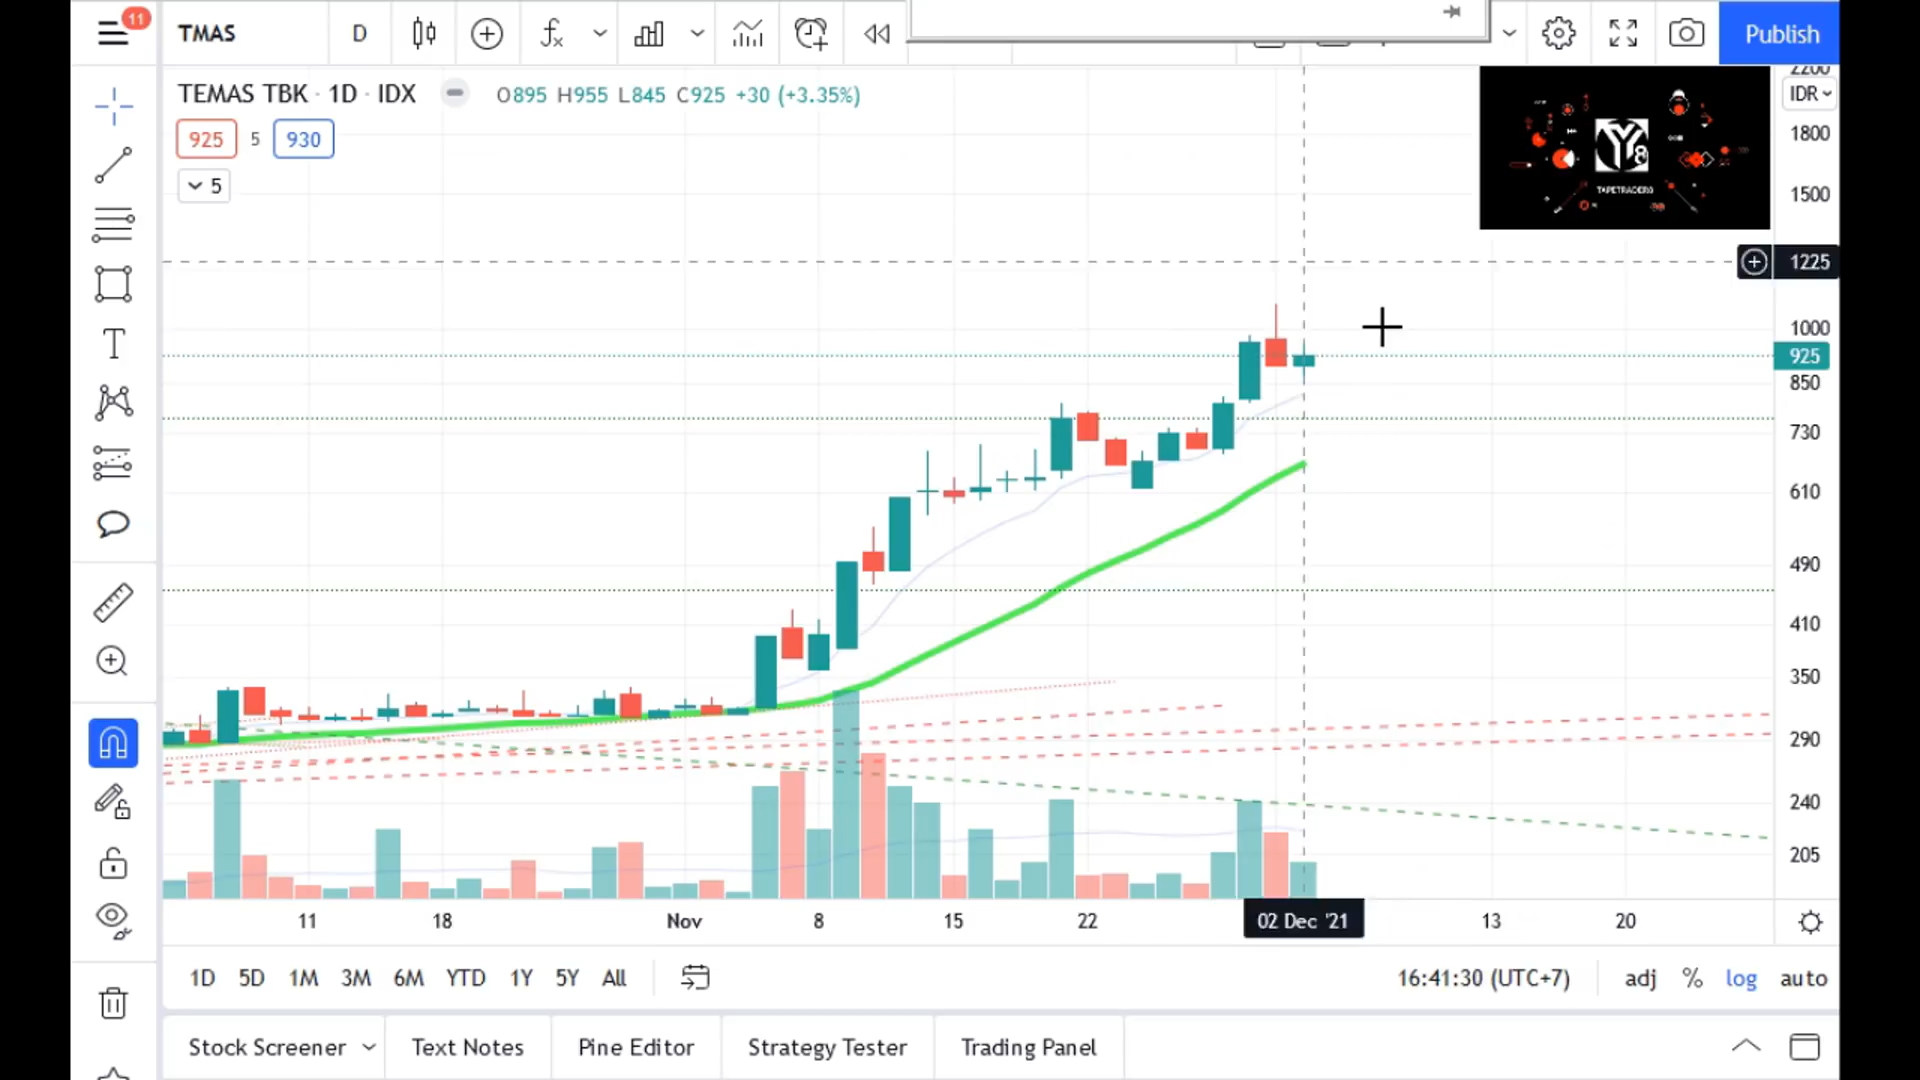 11
TMAS
D
Publish
TEMAS TBK · 1D · IDX
O895 H955 L845 C925 +30 (+3.35%)
925
5
930
5
TAPETRADER8
2200
IDR
1800
1500
1225
1000
925
850
730
610
490
410
350
290
240
205
11
18
Nov
8
15
22
02 Dec '21
13
20
1D
5D
1M
3M
6M
YTD
1Y
5Y
All
16:41:30 (UTC+7)
adj
%
log
auto
Stock Screener
Text Notes
Pine Editor
Strategy Tester
Trading Panel